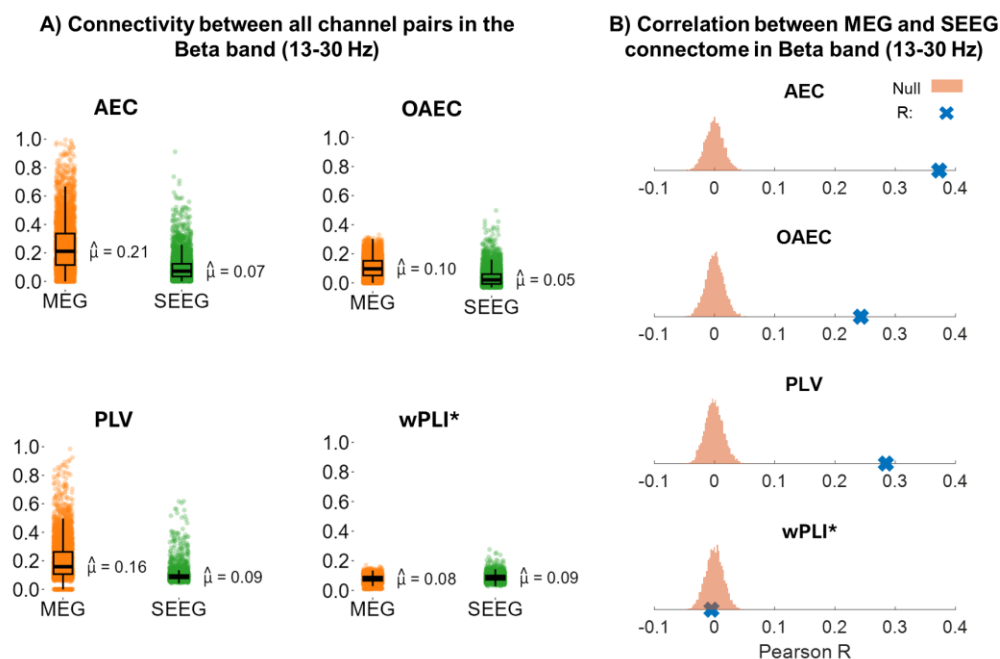 A) Connectivity between all channel pairs in the
Beta band (13-30 Hz)
AEC
1.0
0.8
0.6
0.4
0.2
0.0
μ̂ = 0.21
μ̂ = 0.07
MEG
SEEG
OAEC
1.0
0.8
0.6
0.4
0.2
0.0
μ̂ = 0.10
μ̂ = 0.05
MEG
SEEG
PLV
1.0
0.8
0.6
0.4
0.2
0.0
μ̂ = 0.16
μ̂ = 0.09
MEG
SEEG
wPLI*
1.0
0.8
0.6
0.4
0.2
0.0
μ̂ = 0.08
μ̂ = 0.09
MEG
SEEG
B) Correlation between MEG and SEEG
connectome in Beta band (13-30 Hz)
Null
R:
AEC
-0.1 0 0.1 0.2 0.3 0.4
OAEC
-0.1 0 0.1 0.2 0.3 0.4
PLV
-0.1 0 0.1 0.2 0.3 0.4
wPLI*
-0.1 0 0.1 0.2 0.3 0.4
Pearson R